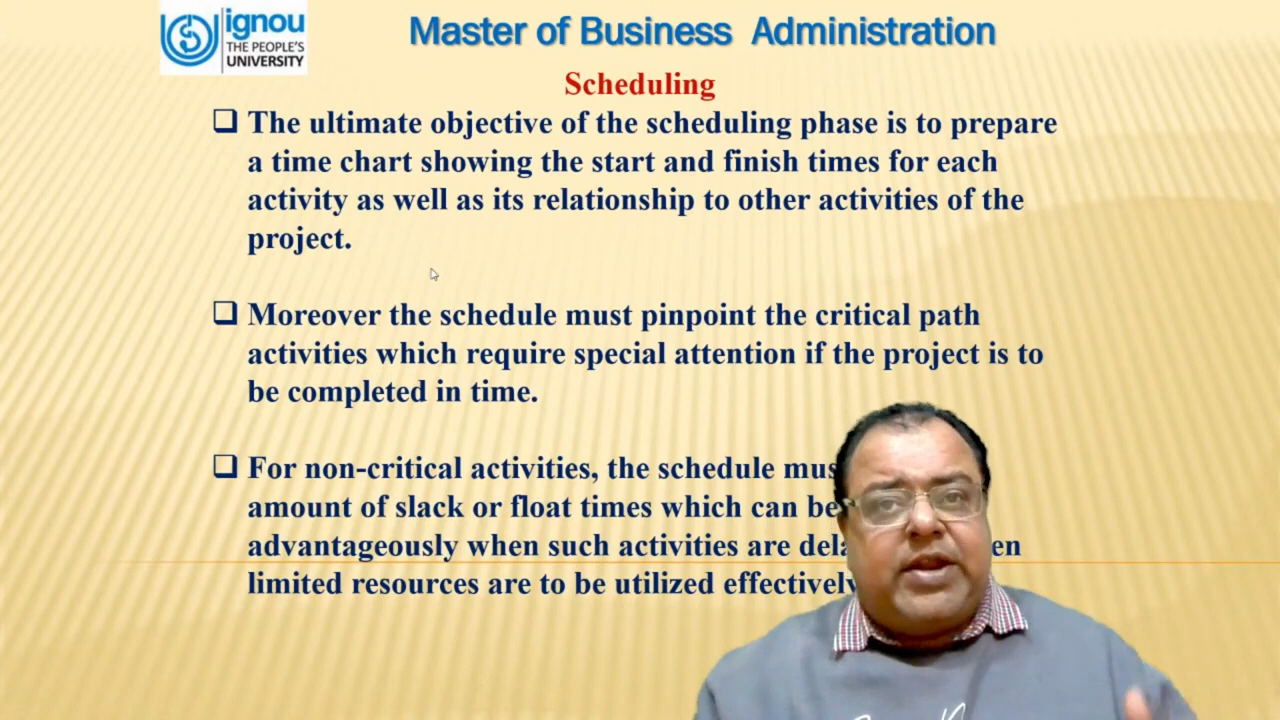 ignou
THE PEOPLE'S
UNIVERSITY
Master of Business Administration
Scheduling
The ultimate objective of the scheduling phase is to prepare
a time chart showing the start and finish times for each
activity as well as its relationship to other activities of the
project.
Moreover the schedule must pinpoint the critical path
activities which require special attention if the project is to
be completed in time.
For non-critical activities, the schedule
amount of slack or float times which can be
advantageously when such activities are
limited resources are to be utilized